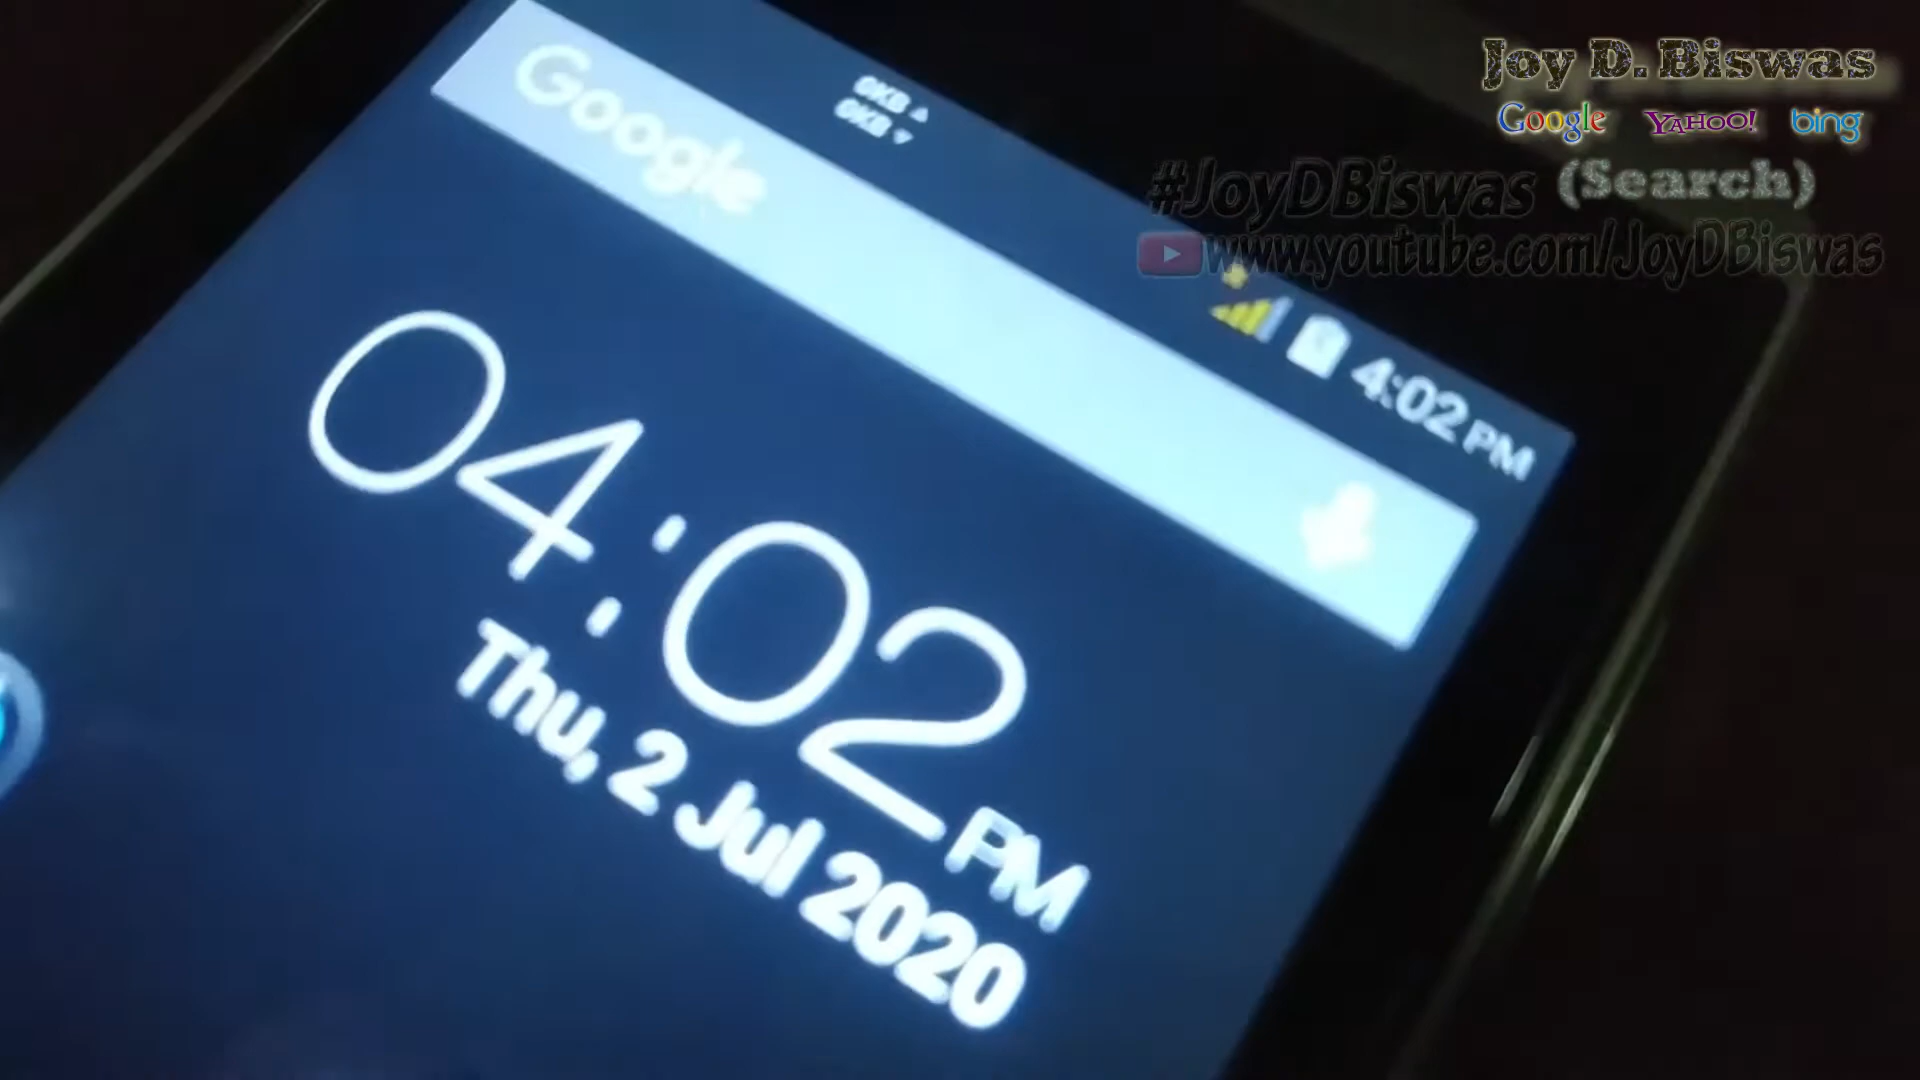 Joy D. Biswas
Google YAHOO! bing
#JoyDBiswas (Search)
www.youtube.com/JoyDBiswas
0KB
0KB
4:02 PM
Google
04:02 PM
Thu, 2 Jul 2020